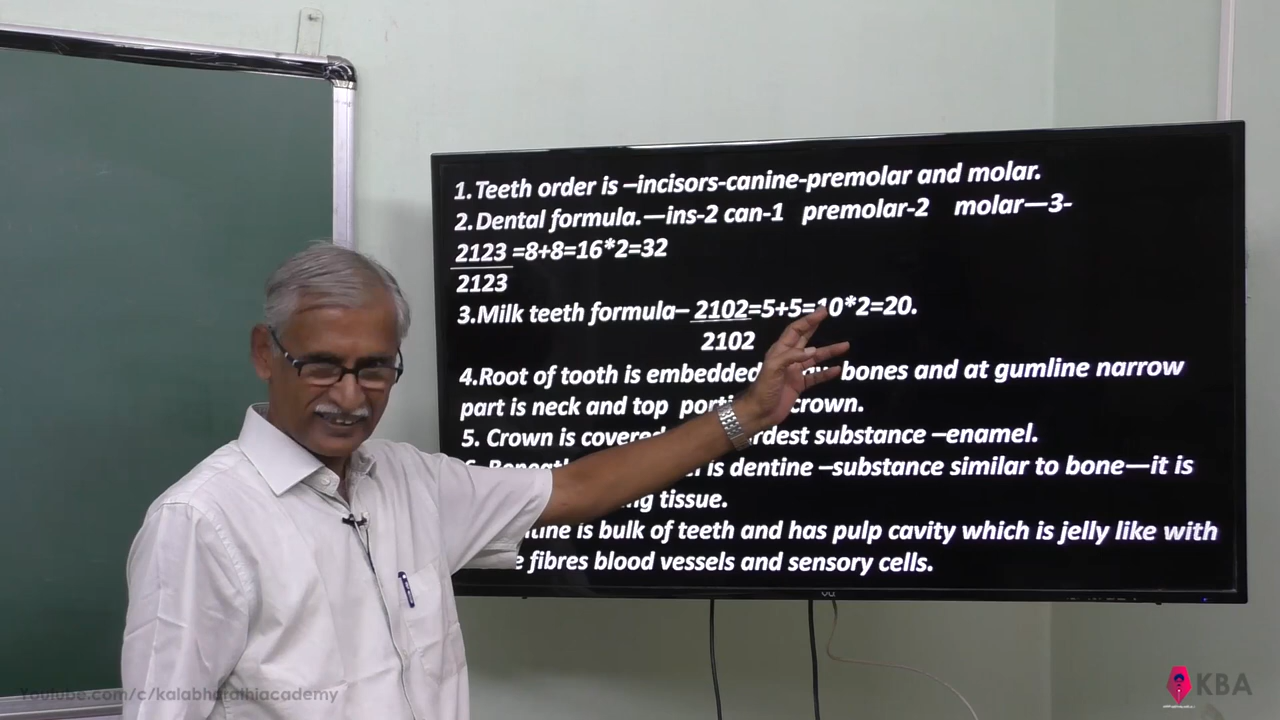 1. Teeth order is –incisors-canine-premolar and molar.
2. Dental formula.—ins-2 can-1 premolar-2 molar—3-
2123 =8+8=16*2=32
2123
3.Milk teeth formula– 2102=5+5=10*2=20.
2102
4.Root of tooth is embedded bones and at gumline narrow
part is neck and top crown.
5. Crown is covered substance –enamel.
is dentine –substance similar to bone—it is
tissue.
is bulk of teeth and has pulp cavity which is jelly like with
fibres blood vessels and sensory cells.
Youtube.com/c/kalabharathiacademy
KBA